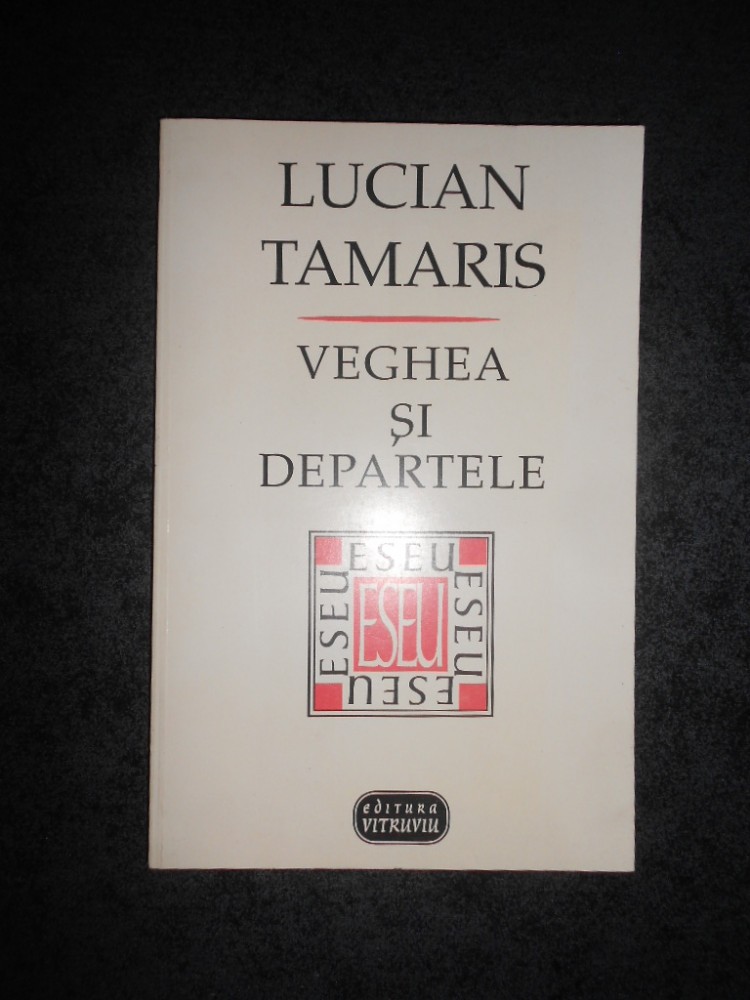 LUCIAN
TAMARIS
VEGHEA
ȘI
DEPARTELE
ESEU
ESEU
ESEU
ESEU
ESEU
editura
VITRUVIU